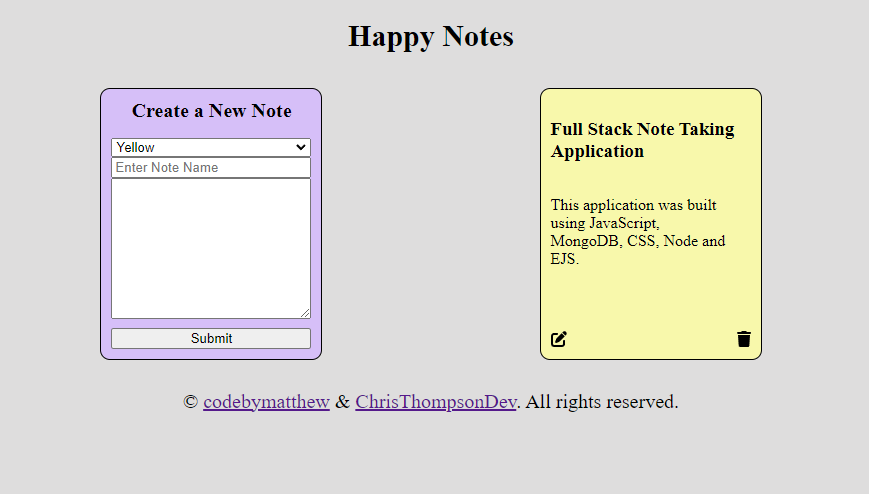 Happy Notes
Create a New Note
Yellow
Enter Note Name
Submit
Full Stack Note Taking
Application
This application was built
using JavaScript,
MongoDB, CSS, Node and
EJS.
© codebymatthew & ChrisThompsonDev. All rights reserved.